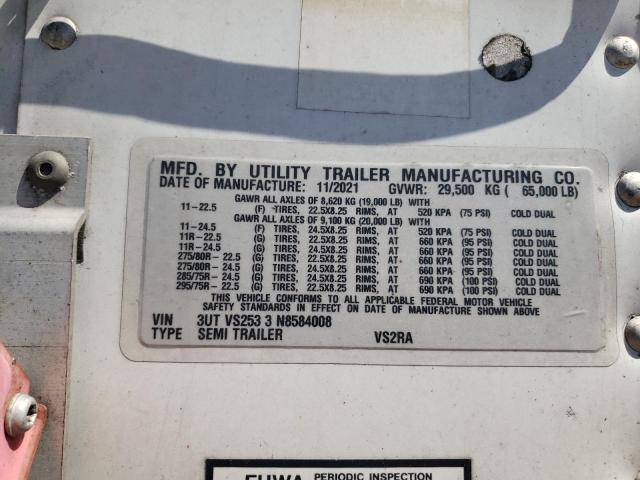 MFD. BY UTILITY TRAILER MANUFACTURING CO.
DATE OF MANUFACTURE: 11/2021 GVWR: 29,500 KG ( 65,000 LB)
GAWR ALL AXLES OF 8,620 KG (19,000 LB) WITH
11-22.5 (F) TIRES, 22.5X8.25 RIMS, AT 520 KPA (75 PSI) COLD DUAL
GAWR ALL AXLES OF 9,100 KG (20,000 LB) WITH
11-24.5 (F) TIRES, 24.5X8.25 RIMS, AT 520 KPA (75 PSI) COLD DUAL
11R-22.5 (G) TIRES, 22.5X8.25 RIMS, AT 660 KPA (95 PSI) COLD DUAL
11R-24.5 (G) TIRES, 24.5X8.25 RIMS, AT 660 KPA (95 PSI) COLD DUAL
275/80R-22.5 (G) TIRES, 22.5X8.25 RIMS, AT 660 KPA (95 PSI) COLD DUAL
275/80R-24.5 (G) TIRES, 24.5X8.25 RIMS, AT 660 KPA (95 PSI) COLD DUAL
285/75R-24.5 (G) TIRES, 24.5X8.25 RIMS, AT 690 KPA (100 PSI) COLD DUAL
295/75R-22.5 (G) TIRES, 22.5X8.25 RIMS, AT 690 KPA (100 PSI) COLD DUAL
THIS VEHICLE CONFORMS TO ALL APPLICABLE FEDERAL MOTOR VEHICLE
SAFETY STANDARDS IN EFFECT ON DATE OF MANUFACTURE SHOWN ABOVE
VIN 3UT VS253 3 N8584008
TYPE SEMI TRAILER VS2RA
FHWA PERIODIC INSPECTION